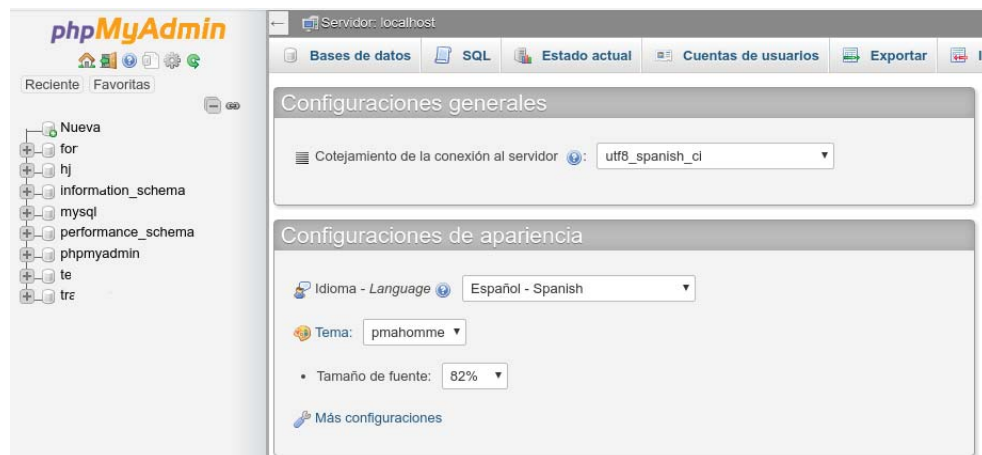 phpMyAdmin
Reciente Favoritas
Nueva
for
hj
information_schema
mysql
performance_schema
phpmyadmin
te
tra
Servidor: localhost
Bases de datos SQL Estado actual Cuentas de usuarios Exportar
Configuraciones generales
Cotejamiento de la conexión al servidor : utf8_spanish_ci
Configuraciones de apariencia
Idioma - Language Español - Spanish
Tema: pmahomme
• Tamaño de fuente: 82%
Más configuraciones